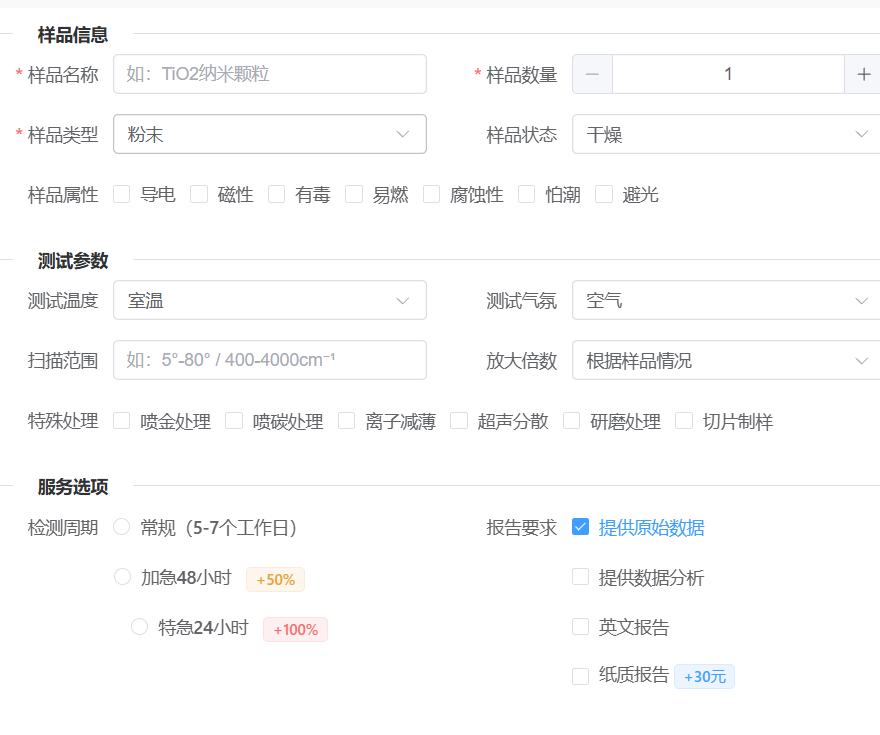 样品信息
* 样品名称 如：TiO2纳米颗粒 * 样品数量 1
* 样品类型 粉末 样品状态 干燥
样品属性 导电 磁性 有毒 易燃 腐蚀性 怕潮 避光
测试参数
测试温度 室温 测试气氛 空气
扫描范围 如：5°-80° / 400-4000cm⁻¹ 放大倍数 根据样品情况
特殊处理 喷金处理 喷碳处理 离子减薄 超声分散 研磨处理 切片制样
服务选项
检测周期 常规（5-7个工作日） 报告要求 提供原始数据
加急48小时 +50% 提供数据分析
特急24小时 +100% 英文报告
纸质报告 +30元